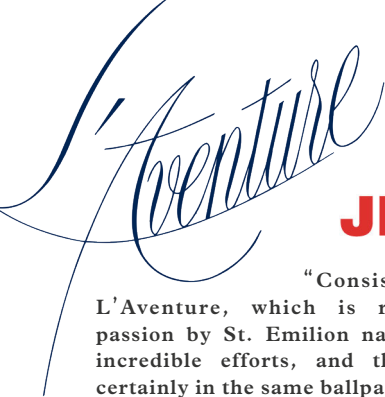 L'Aventure
"Consis
L'Aventure, which is r
passion by St. Emilion na
incredible efforts, and th
certainly in the same ballpa